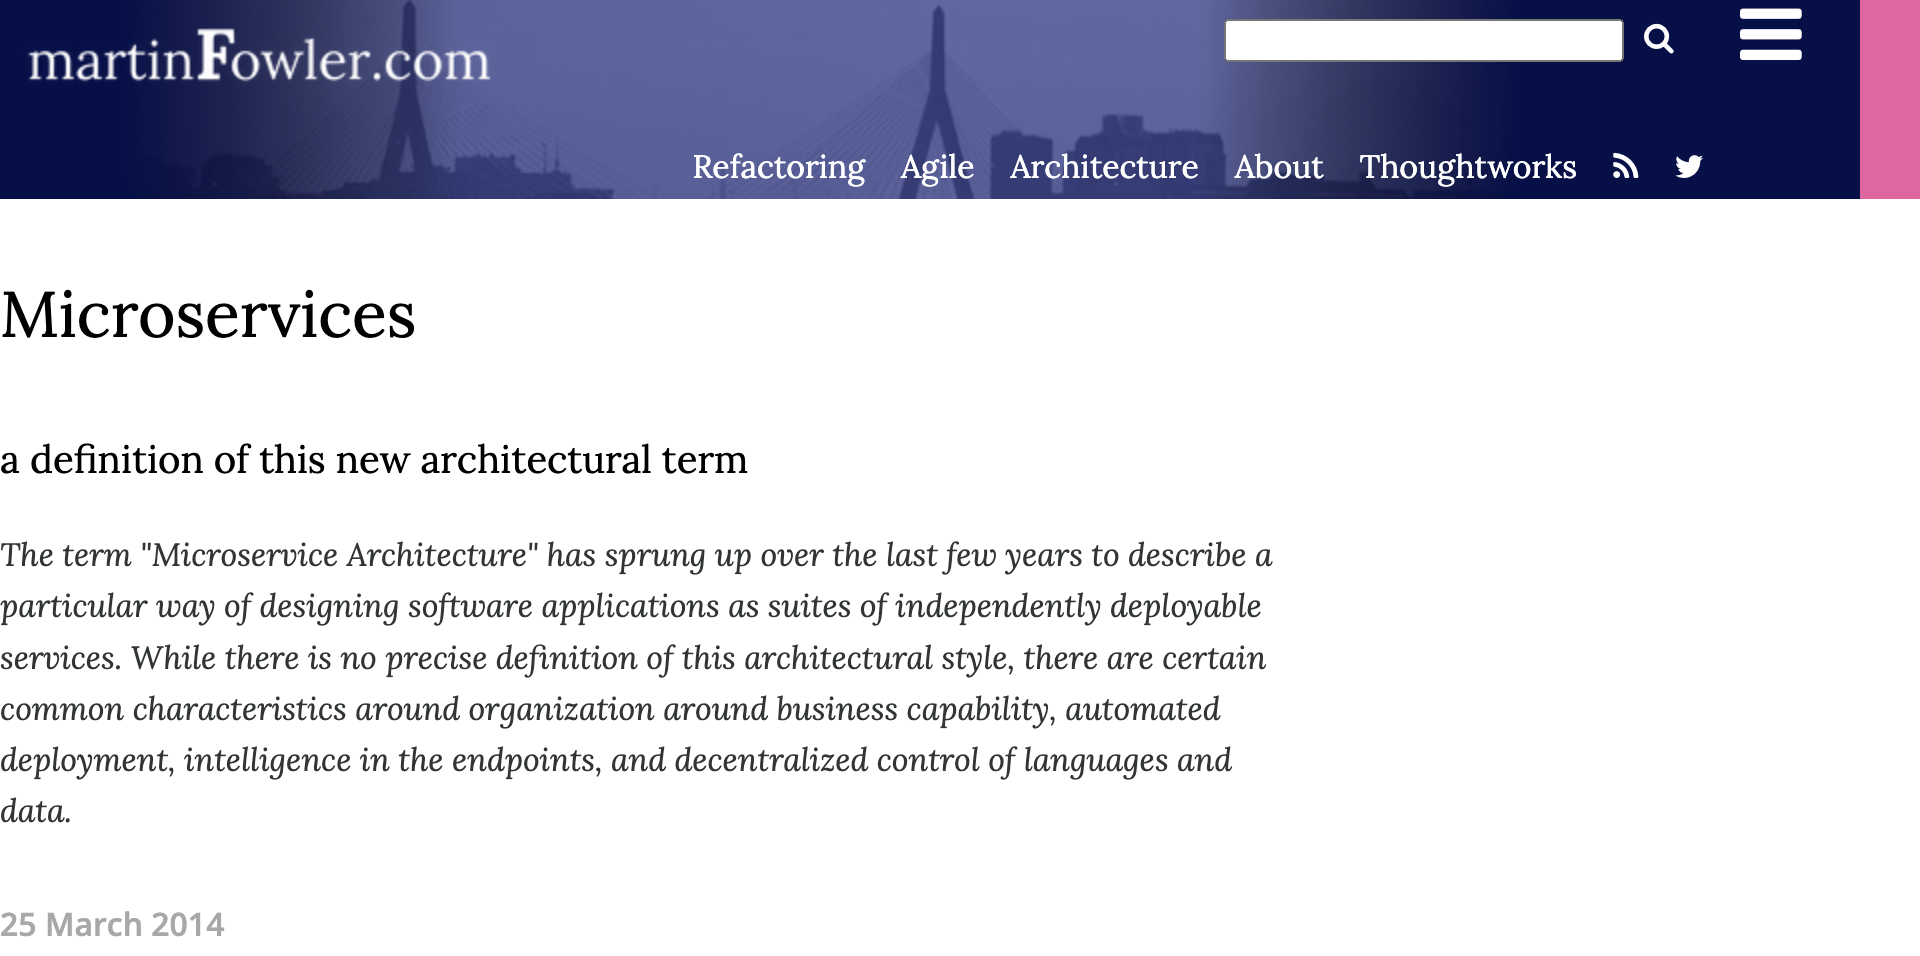 martinFowler.com
Refactoring Agile Architecture About Thoughtworks
Microservices
a definition of this new architectural term
The term "Microservice Architecture" has sprung up over the last few years to describe a
particular way of designing software applications as suites of independently deployable
services. While there is no precise definition of this architectural style, there are certain
common characteristics around organization around business capability, automated
deployment, intelligence in the endpoints, and decentralized control of languages and
data.
25 March 2014